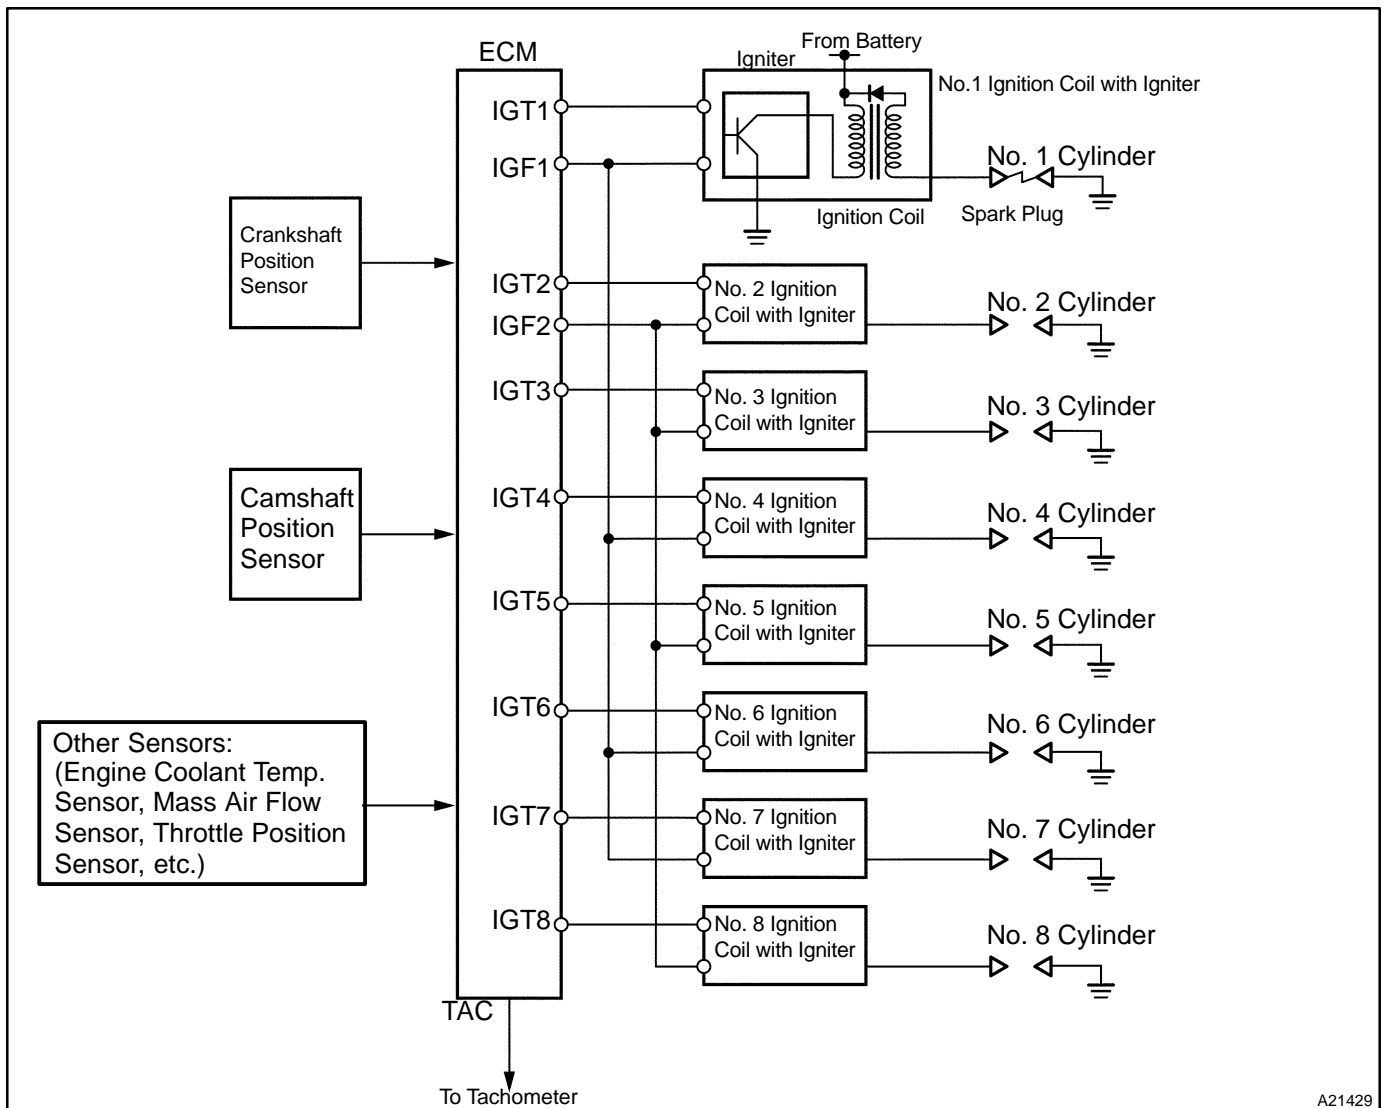 From Battery
ECM
Igniter
No.1 Ignition Coil with Igniter
IGT1
IGF1
No. 1 Cylinder
Ignition Coil
Spark Plug
Crankshaft
Position
Sensor
IGT2
No. 2 Ignition
Coil with Igniter
No. 2 Cylinder
IGF2
IGT3
No. 3 Ignition
Coil with Igniter
No. 3 Cylinder
Camshaft
Position
Sensor
IGT4
No. 4 Ignition
Coil with Igniter
No. 4 Cylinder
IGT5
No. 5 Ignition
Coil with Igniter
No. 5 Cylinder
IGT6
No. 6 Ignition
Coil with Igniter
No. 6 Cylinder
Other Sensors:
(Engine Coolant Temp.
Sensor, Mass Air Flow
Sensor, Throttle Position
Sensor, etc.)
IGT7
No. 7 Ignition
Coil with Igniter
No. 7 Cylinder
IGT8
No. 8 Ignition
Coil with Igniter
No. 8 Cylinder
TAC
To Tachometer
A21429